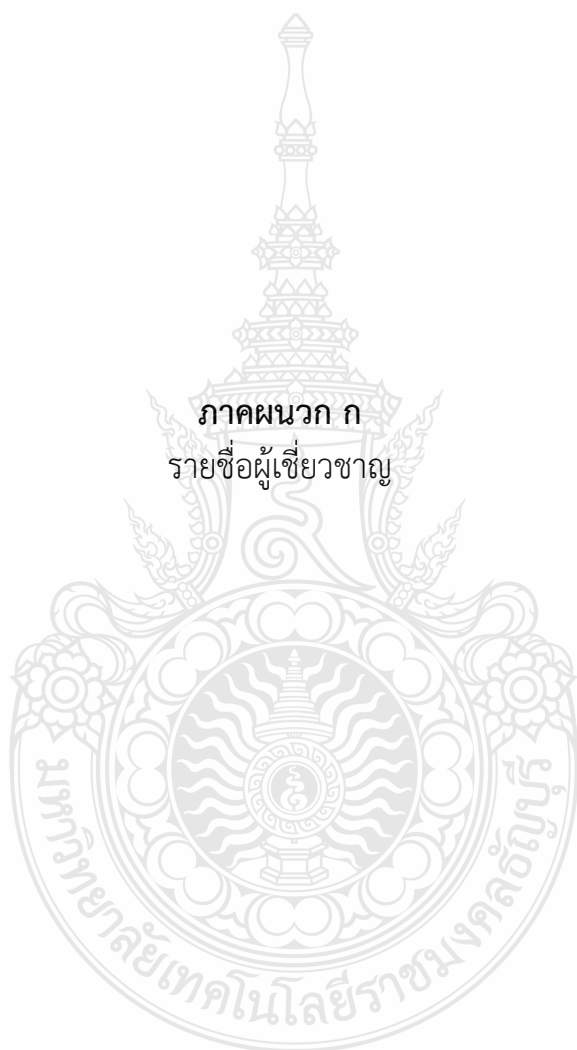 ภาคผนวก ก
รายชื่อผู้เชี่ยวชาญ
มหาวิทยาลัยเทคโนโลยีราชมงคลธัญบุรี